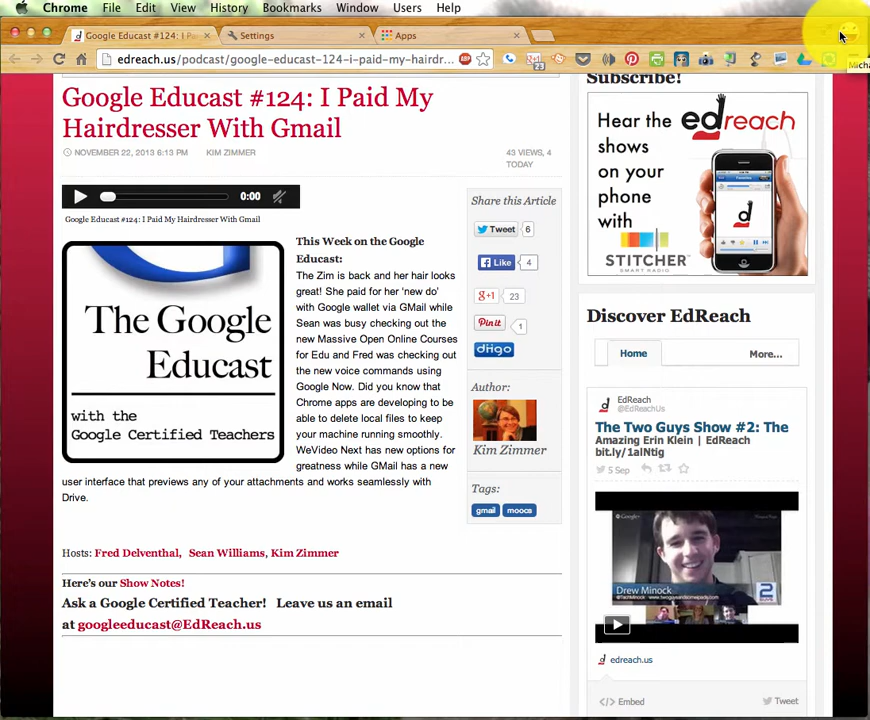 Chrome File Edit View History Bookmarks Window Users Help
Google Educast #124: I Pa
Settings
Apps
edreach.us/podcast/google-educast-124-i-paid-my-hairdr...
23
Micha
Google Educast #124: I Paid My
Hairdresser With Gmail
NOVEMBER 22, 2013 6:13 PM KIM ZIMMER
43 VIEWS, 4
TODAY
0:00
Google Educast #124: I Paid My Hairdresser With Gmail
The Google
Educast
with the
Google Certified Teachers
This Week on the Google
Educast:
The Zim is back and her hair looks
great! She paid for her 'new do'
with Google wallet via GMail while
Sean was busy checking out the
new Massive Open Online Courses
for Edu and Fred was checking out
the new voice commands using
Google Now. Did you know that
Chrome apps are developing to be
able to delete local files to keep
your machine running smoothly.
WeVideo Next has new options for
greatness while GMail has a new
user interface that previews any of your attachments and works seamlessly with
Drive.
Hosts: Fred Delventhal, Sean Williams, Kim Zimmer
Here's our Show Notes!
Ask a Google Certified Teacher! Leave us an email
at googleeducast@EdReach.us
Share this Article
Tweet 6
Like 4
g+1 23
Pin it 1
diigo
Author:
Kim Zimmer
Tags:
gmail moocs
Subscribe!
Hear the
shows
on your
phone
with
edreach
STITCHER
SMART RADIO
Discover EdReach
Home More...
EdReach
@EdReachUs
The Two Guys Show #2: The
Amazing Erin Klein | EdReach
bit.ly/1alNtig
5 Sep
Google+
Drew Minock
@TechMinock www.twoguysandsomeipads.com
2
GUYS
edreach.us
Embed Tweet